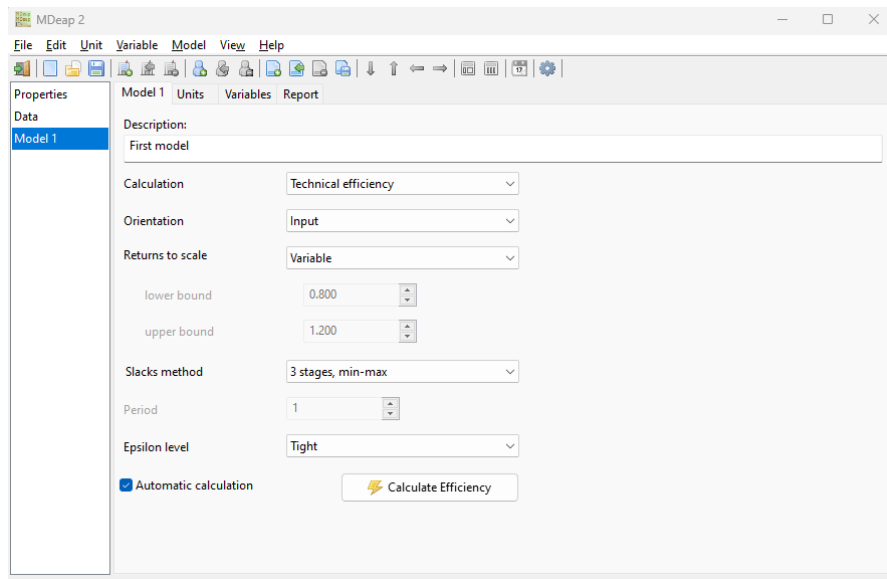 MDeap 2
File Edit Unit Variable Model View Help
Properties
Data
Model 1
Model 1 Units Variables Report
Description:
First model
Calculation Technical efficiency
Orientation Input
Returns to scale Variable
lower bound 0.800
upper bound 1.200
Slacks method 3 stages, min-max
Period 1
Epsilon level Tight
Automatic calculation Calculate Efficiency